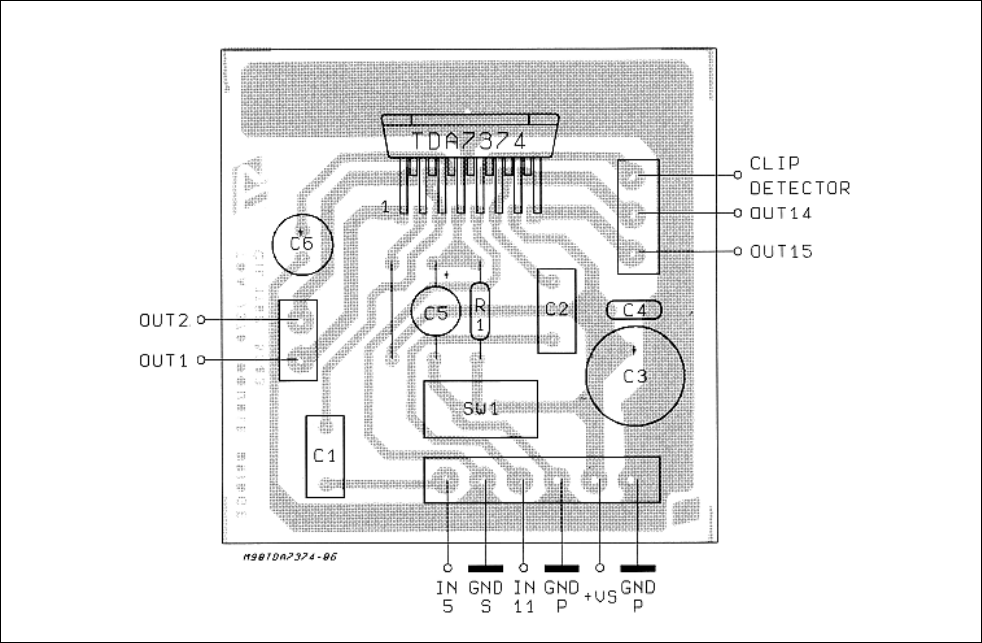 TDA7374
1
CLIP
DETECTOR
OUT14
OUT15
C6
C5
+
R
1
C2
C4
C3
OUT2
OUT1
SW1
C1
M98TDA7374-86
IN
5
GND
S
IN
11
GND
P
+VS
GND
P